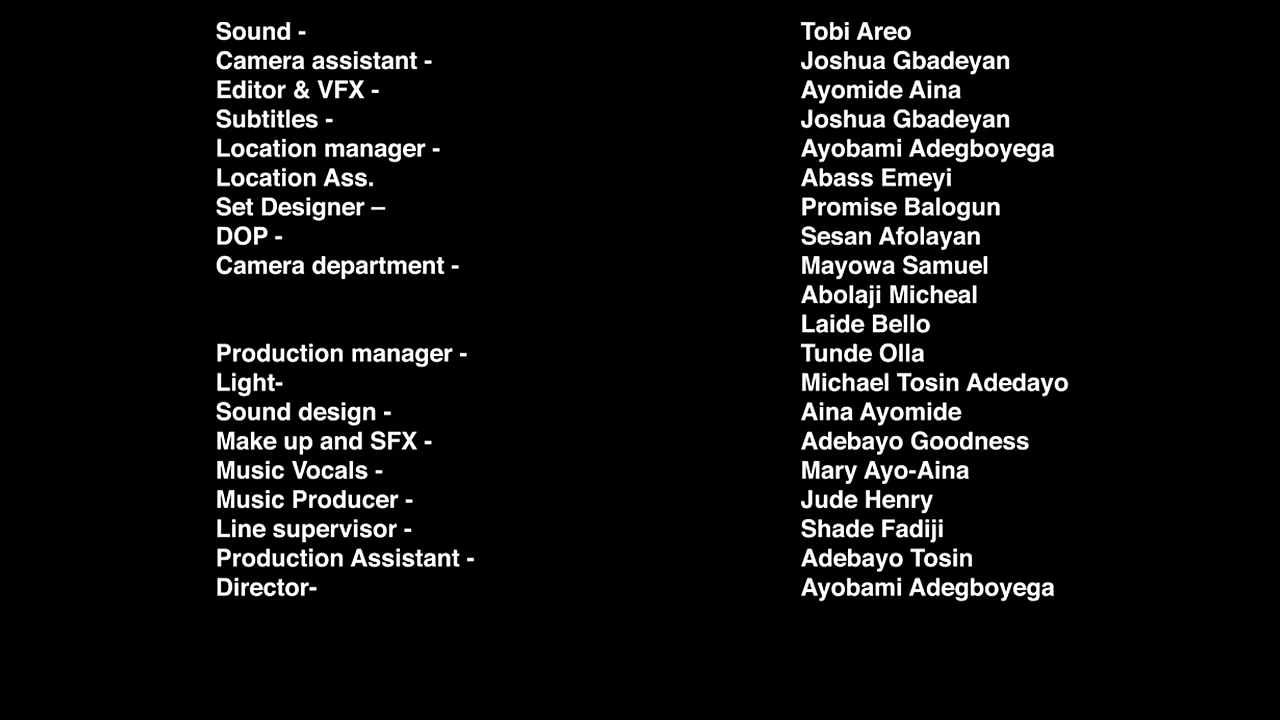 Sound - Tobi Areo
Camera assistant - Joshua Gbadeyan
Editor & VFX - Ayomide Aina
Subtitles - Joshua Gbadeyan
Location manager - Ayobami Adegboyega
Location Ass. Abass Emeyi
Set Designer – Promise Balogun
DOP - Sesan Afolayan
Camera department - Mayowa Samuel
Abolaji Micheal
Laide Bello
Production manager - Tunde Olla
Light- Michael Tosin Adedayo
Sound design - Aina Ayomide
Make up and SFX - Adebayo Goodness
Music Vocals - Mary Ayo-Aina
Music Producer - Jude Henry
Line supervisor - Shade Fadiji
Production Assistant - Adebayo Tosin
Director- Ayobami Adegboyega